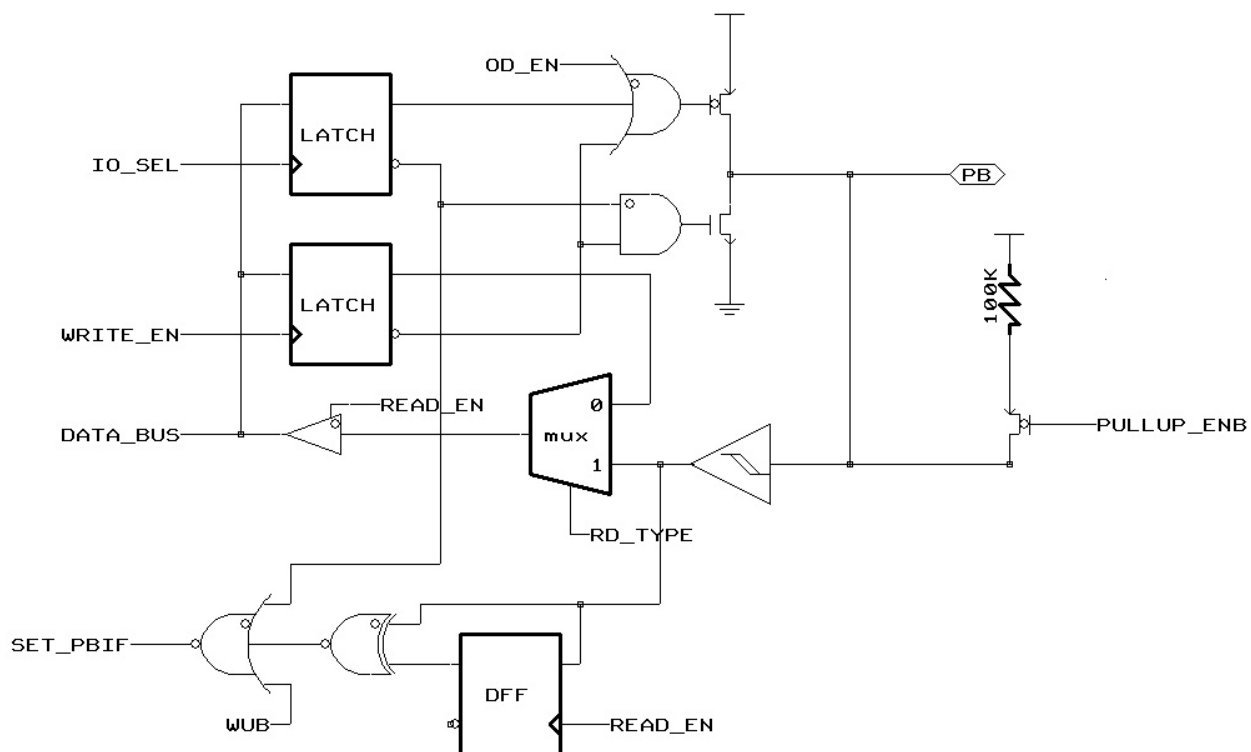 OD_EN
LATCH
IO_SEL
PB
LATCH
100K
WRITE_EN
READ_EN
0
DATA_BUS
mux
PULLUP_ENB
1
RD_TYPE
SET_PBIF
DFF
WUB
READ_EN